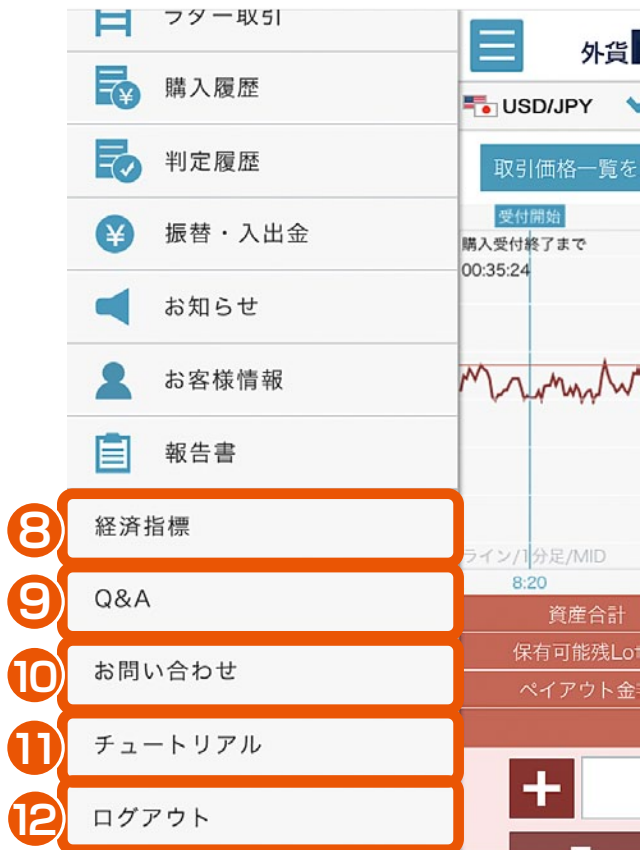 ラダー取引
購入履歴
判定履歴
振替・入出金
お知らせ
お客様情報
報告書
8 経済指標
9 Q&A
10 お問い合わせ
11 チュートリアル
12 ログアウト
外貨
USD/JPY
取引価格一覧を
受付開始
購入受付終了まで
00:35:24
ライン/1分足/MID
8:20
資産合計
保有可能残Lot
ペイアウト金